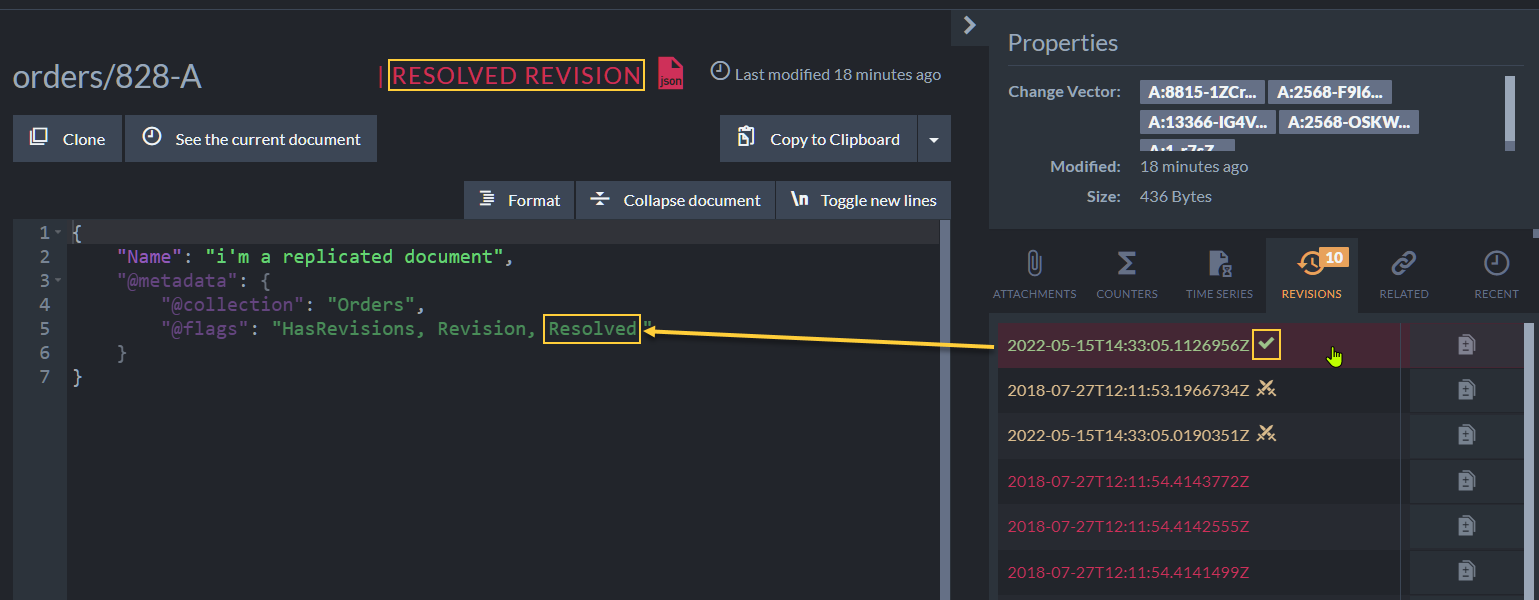 orders/828-A
| RESOLVED REVISION
json
Last modified 18 minutes ago
Clone
See the current document
Copy to Clipboard
Format
Collapse document
\n Toggle new lines
1 {
2 "Name": "i'm a replicated document",
3 "@metadata": {
4 "@collection": "Orders",
5 "@flags": "HasRevisions, Revision, Resolved"
6 }
7 }
Properties
Change Vector: A:8815-1ZCr... A:2568-F9I6...
A:13366-IG4V... A:2568-OSKW...
Modified: 18 minutes ago
Size: 436 Bytes
10
ATTACHMENTS COUNTERS TIME SERIES REVISIONS RELATED RECENT
2022-05-15T14:33:05.1126956Z
2018-07-27T12:11:53.1966734Z
2022-05-15T14:33:05.0190351Z
2018-07-27T12:11:54.4143772Z
2018-07-27T12:11:54.4142555Z
2018-07-27T12:11:54.4141499Z